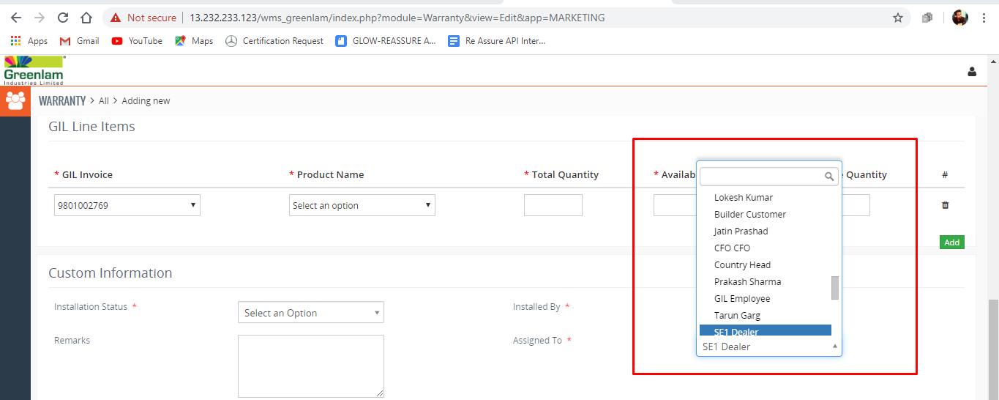 Not secure | 13.232.233.123/wms_greenlam/index.php?module=Warranty&view=Edit&app=MARKETING
Apps Gmail YouTube Maps Certification Request GLOW-REASSURE A... Re Assure API Inter...
Greenlam
Industries Limited
WARRANTY > All > Adding new
GIL Line Items
* GIL Invoice * Product Name * Total Quantity * Availab Quantity #
9801002769 Select an option
Lokesh Kumar
Builder Customer
Jatin Prashad
CFO CFO
Country Head
Prakash Sharma
GIL Employee
Tarun Garg
SE1 Dealer
SE1 Dealer
Add
Custom Information
Installation Status * Select an Option Installed By *
Remarks Assigned To *